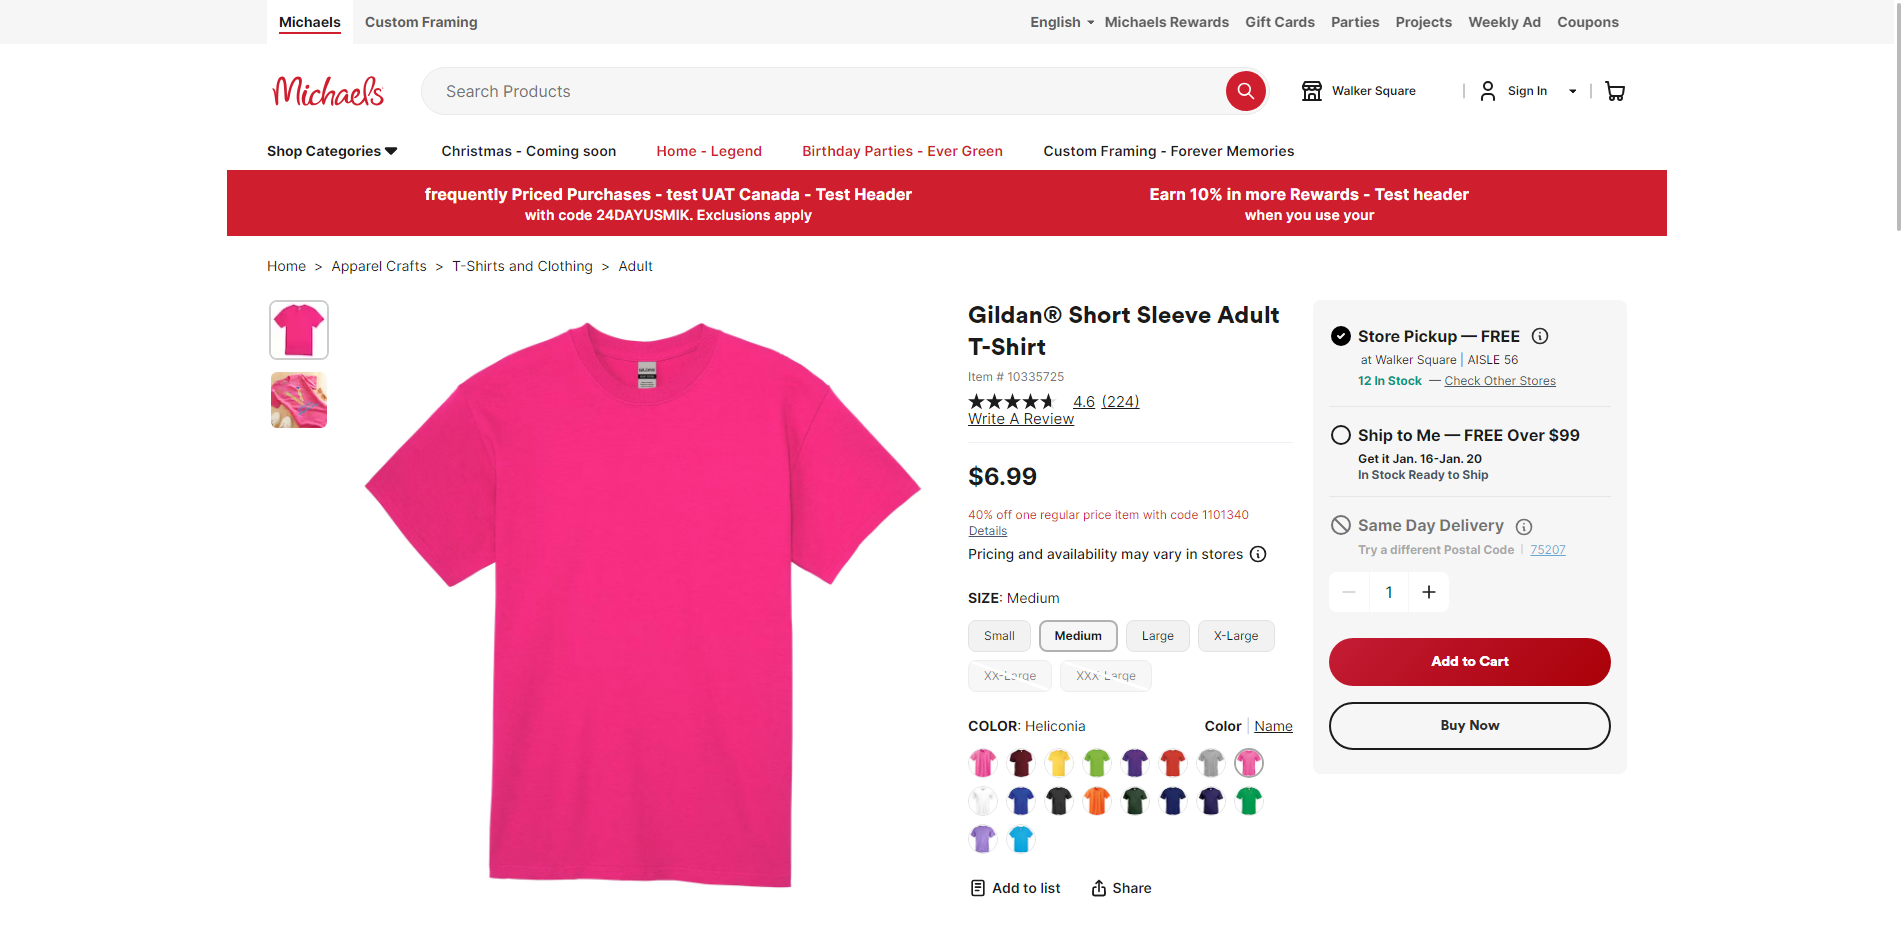 Michaels
Custom Framing
English
Michaels Rewards
Gift Cards
Parties
Projects
Weekly Ad
Coupons
Michaels
Search Products
Walker Square
Sign In
Shop Categories
Christmas - Coming soon
Home - Legend
Birthday Parties - Ever Green
Custom Framing - Forever Memories
frequently Priced Purchases - test UAT Canada - Test Header
with code 24DAYUSMIK. Exclusions apply
Earn 10% in more Rewards - Test header
when you use your
Home > Apparel Crafts > T-Shirts and Clothing > Adult
Gildan® Short Sleeve Adult
T-Shirt
Item # 10335725
4.6 (224)
Write A Review
$6.99
40% off one regular price item with code 1101340
Details
Pricing and availability may vary in stores
SIZE: Medium
Small
Medium
Large
X-Large
XX-Large
XXX-Large
COLOR: Heliconia
Color | Name
Add to list
Share
Store Pickup — FREE
at Walker Square | AISLE 56
12 In Stock — Check Other Stores
Ship to Me — FREE Over $99
Get it Jan. 16-Jan. 20
In Stock Ready to Ship
Same Day Delivery
Try a different Postal Code | 75207
1
Add to Cart
Buy Now